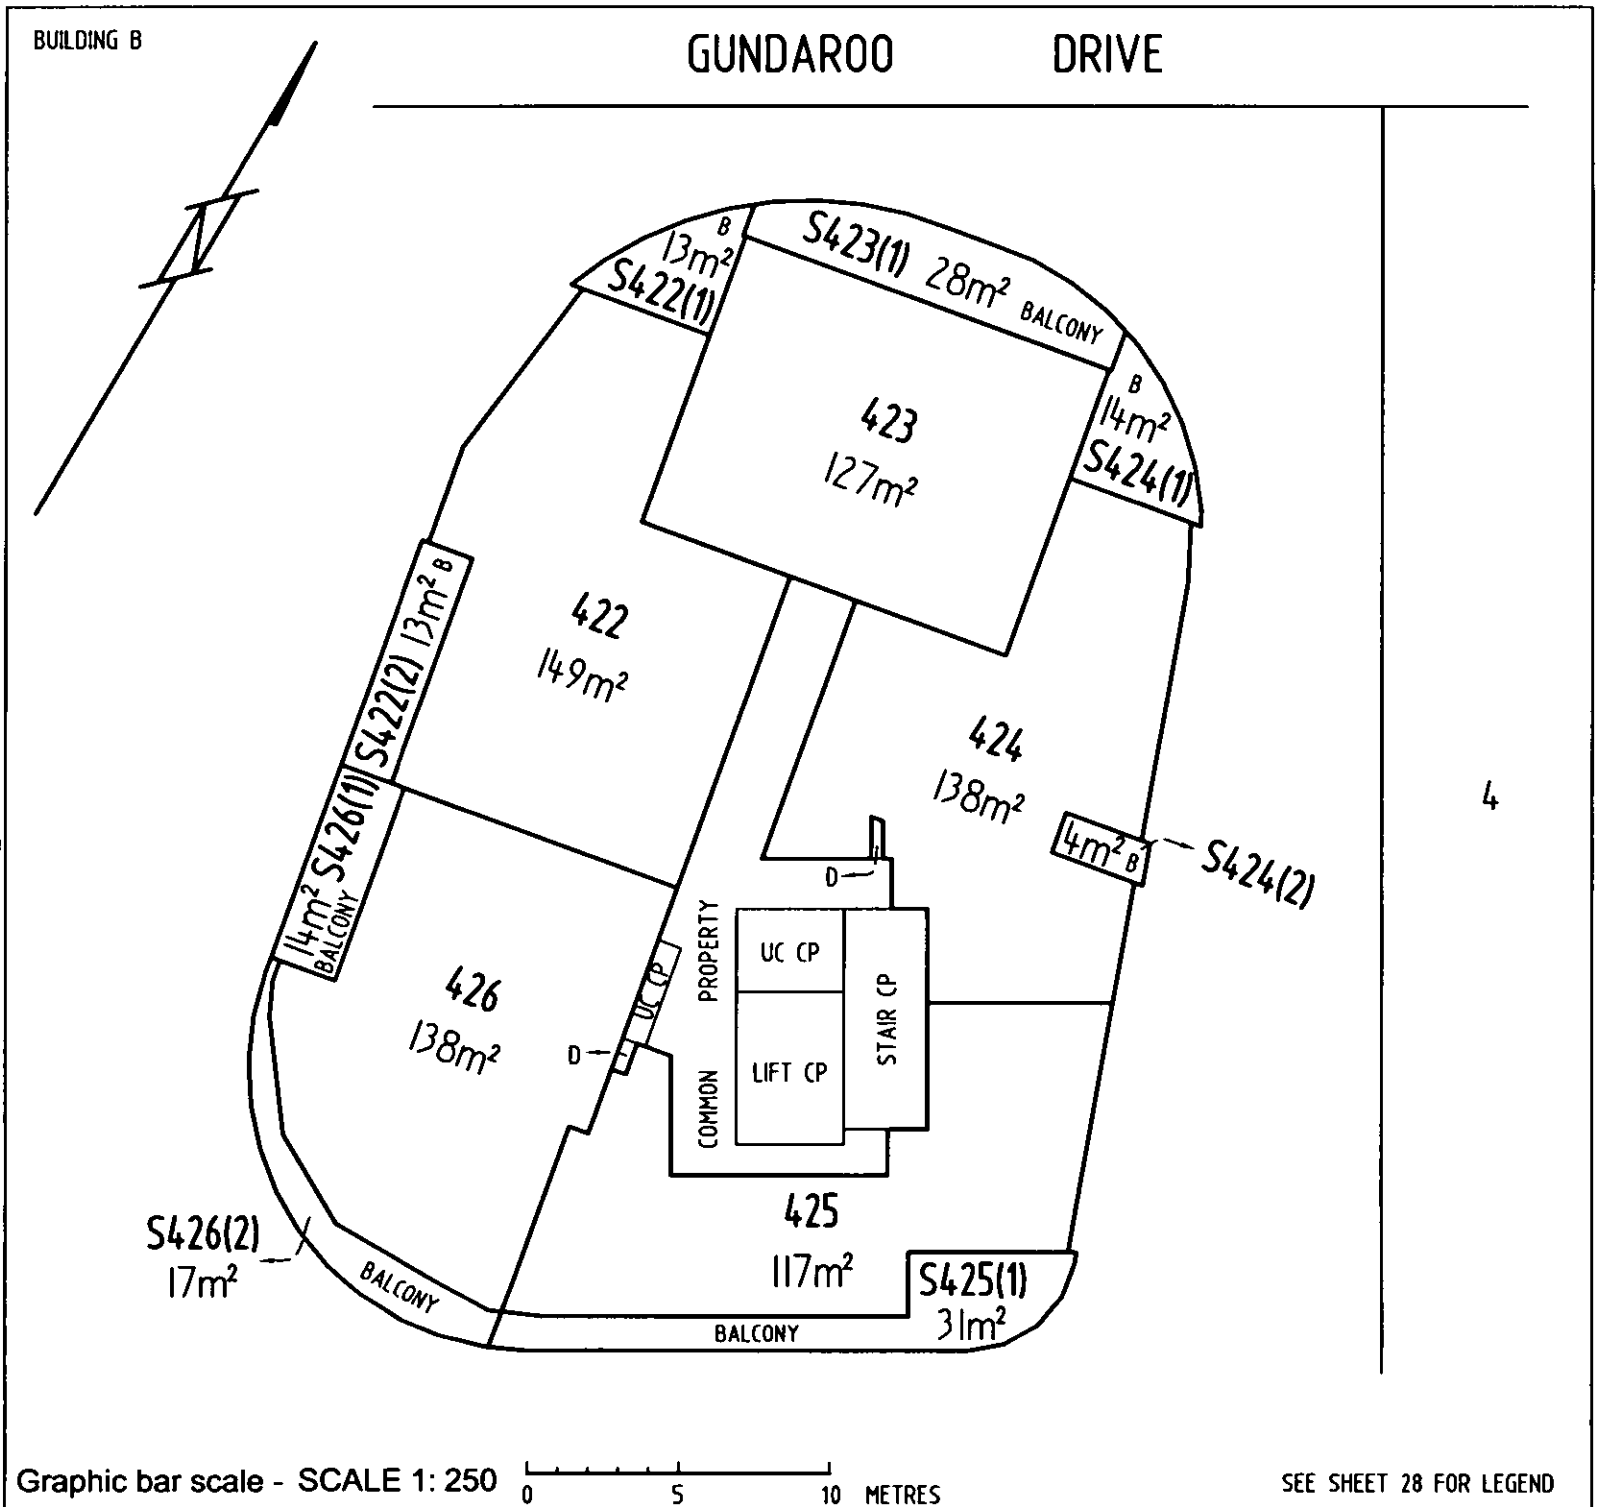 BUILDING B
GUNDAROO DRIVE
B
13m²
S422(1)
S423(1) 28m² BALCONY
B
14m²
S424(1)
423
127m²
422
149m²
S422(2) 13m² B
424
138m²
4
4m² B
S424(2)
14m² S426(1)
BALCONY
D
COMMON PROPERTY
UC CP
STAIR CP
LIFT CP
UC CP
D
426
138m²
S426(2)
17m²
BALCONY
425
117m²
S425(1)
31m²
BALCONY
Graphic bar scale - SCALE 1: 250
0 5 10 METRES
SEE SHEET 28 FOR LEGEND